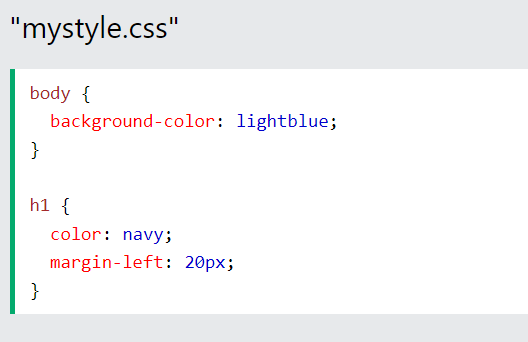 "mystyle.css"
body {
  background-color: lightblue;
}
h1 {
  color: navy;
  margin-left: 20px;
}